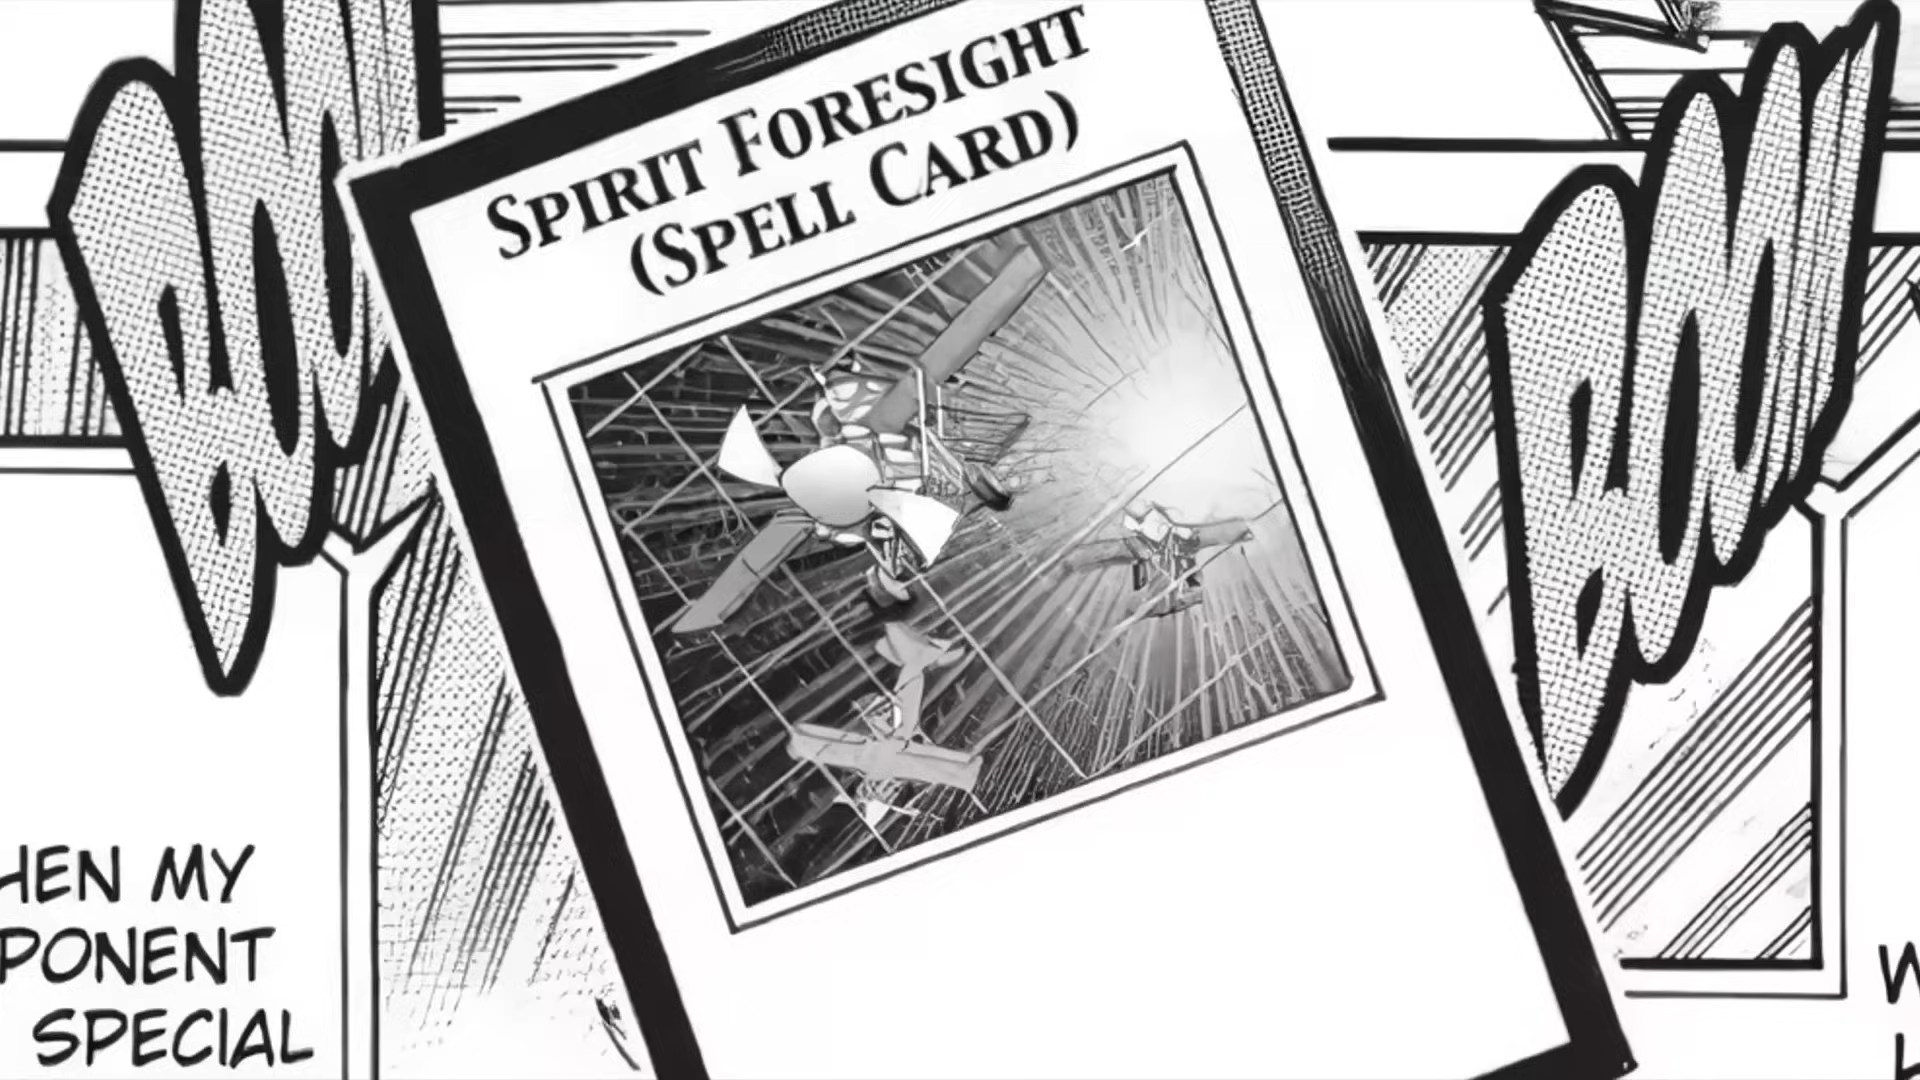 SPIRIT FORESIGHT
(SPELL CARD)
HEN MY
PONENT
SPECIAL